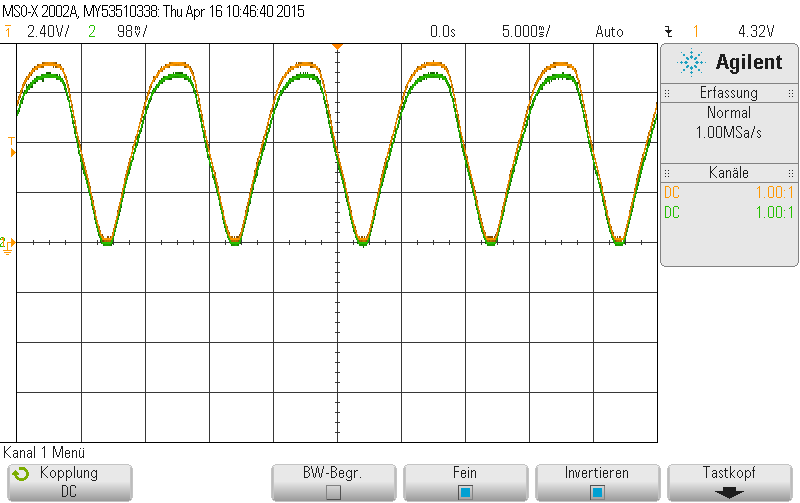 MSO-X 2002A, MY53510338: Thu Apr 16 10:46:40 2015
1 2.40V/ 2 98mV/ 0.0s 5.000ms/ Auto 1 4.32V
Agilent
Erfassung
Normal
1.00MSa/s
Kanäle
DC 1.00:1
DC 1.00:1
T
2
Kanal 1 Menü
Kopplung
DC
BW-Begr.
Fein
Invertieren
Tastkopf